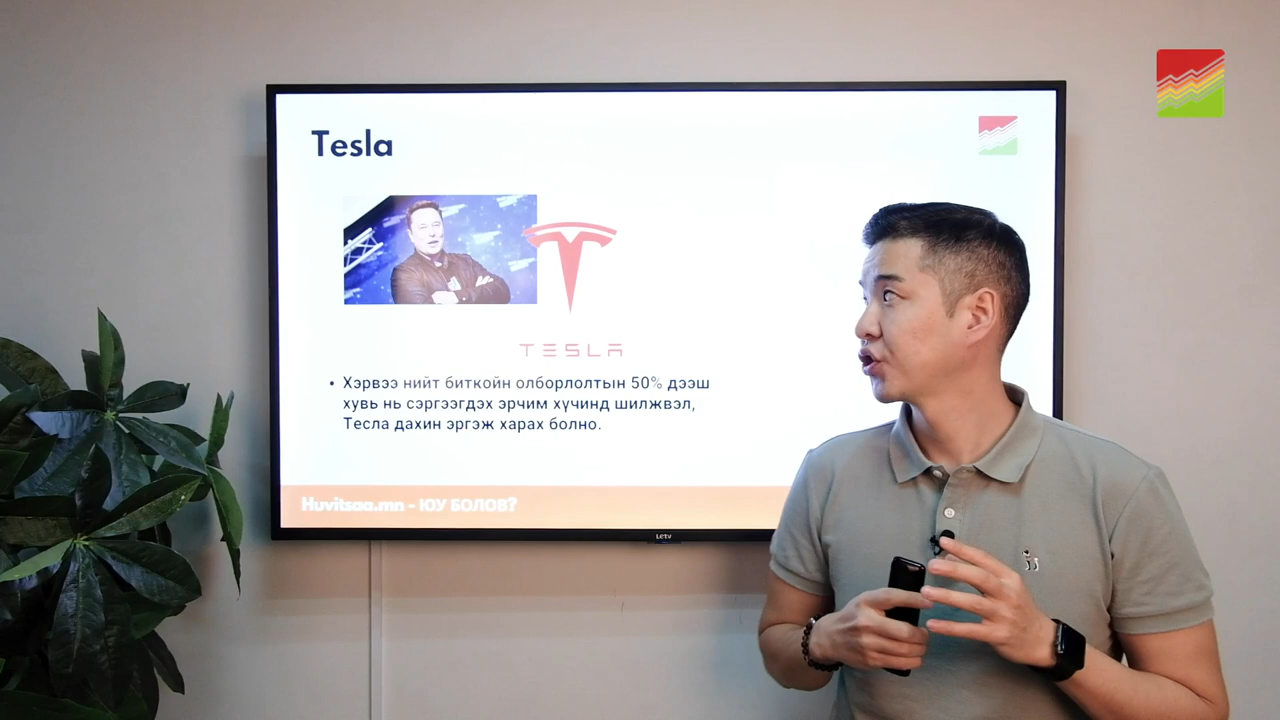 Tesla
TESLA
• Хэрвээ нийт биткойн олборлолтын 50% дээш
хувь нь сэргээгдэх эрчим хүчинд шилжвэл,
Тесла дахин эргэж харах болно.
Huvitsaa.mn - ЮУ БОЛОВ?
Letv